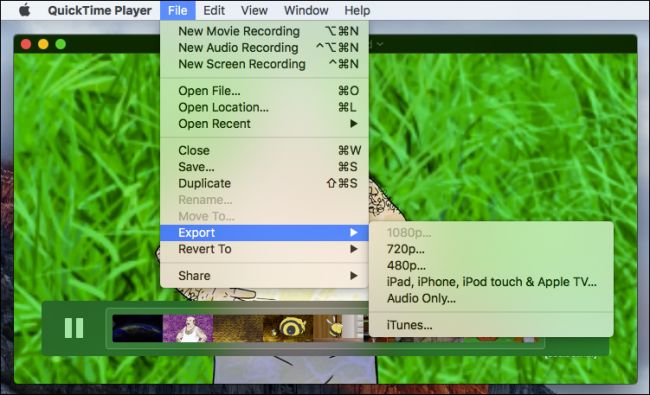 QuickTime Player File Edit View Window Help
New Movie Recording ⌥⌘N
New Audio Recording ^⌥⌘N
New Screen Recording ^⌘N
Open File... ⌘O
Open Location... ⌘L
Open Recent ▶
Close ⌘W
Save... ⌘S
Duplicate ⇧⌘S
Rename...
Move To...
Export ▶
Revert To ▶
Share ▶
1080p...
720p...
480p...
iPad, iPhone, iPod touch & Apple TV...
Audio Only...
iTunes...